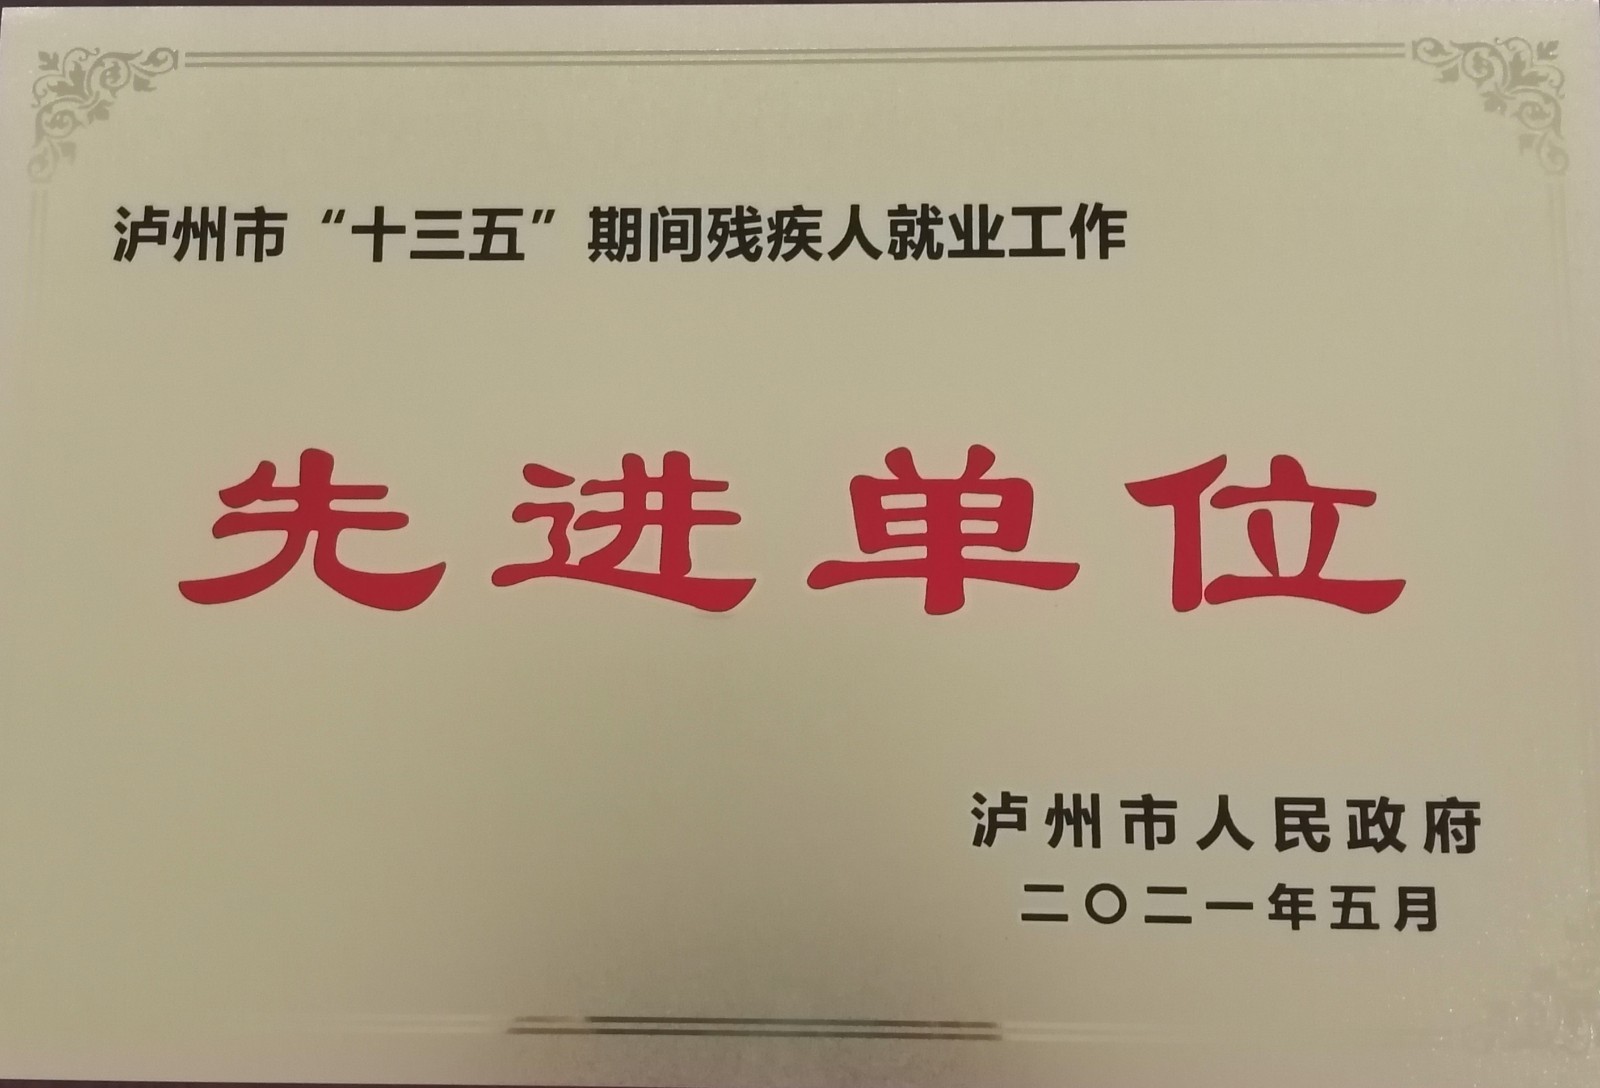 泸州市“十三五”期间残疾人就业工作
先进单位
泸州市人民政府
二〇二一年五月